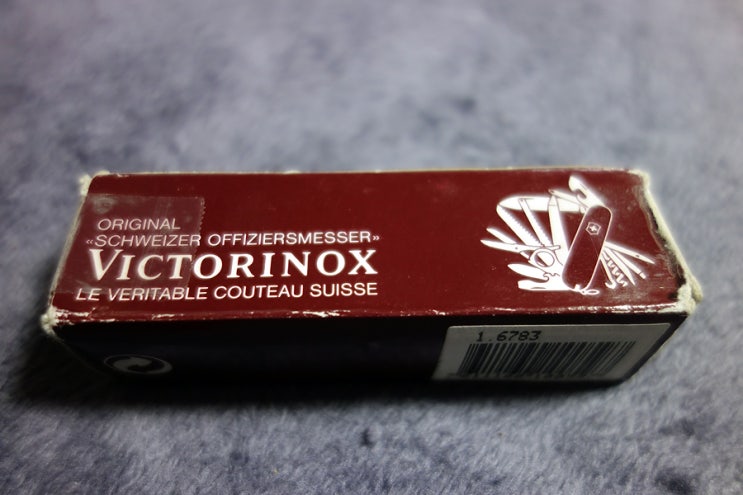 ORIGINAL
«SCHWEIZER OFFIZIERSMESSER»
VICTORINOX
LE VERITABLE COUTEAU SUISSE
1.6783